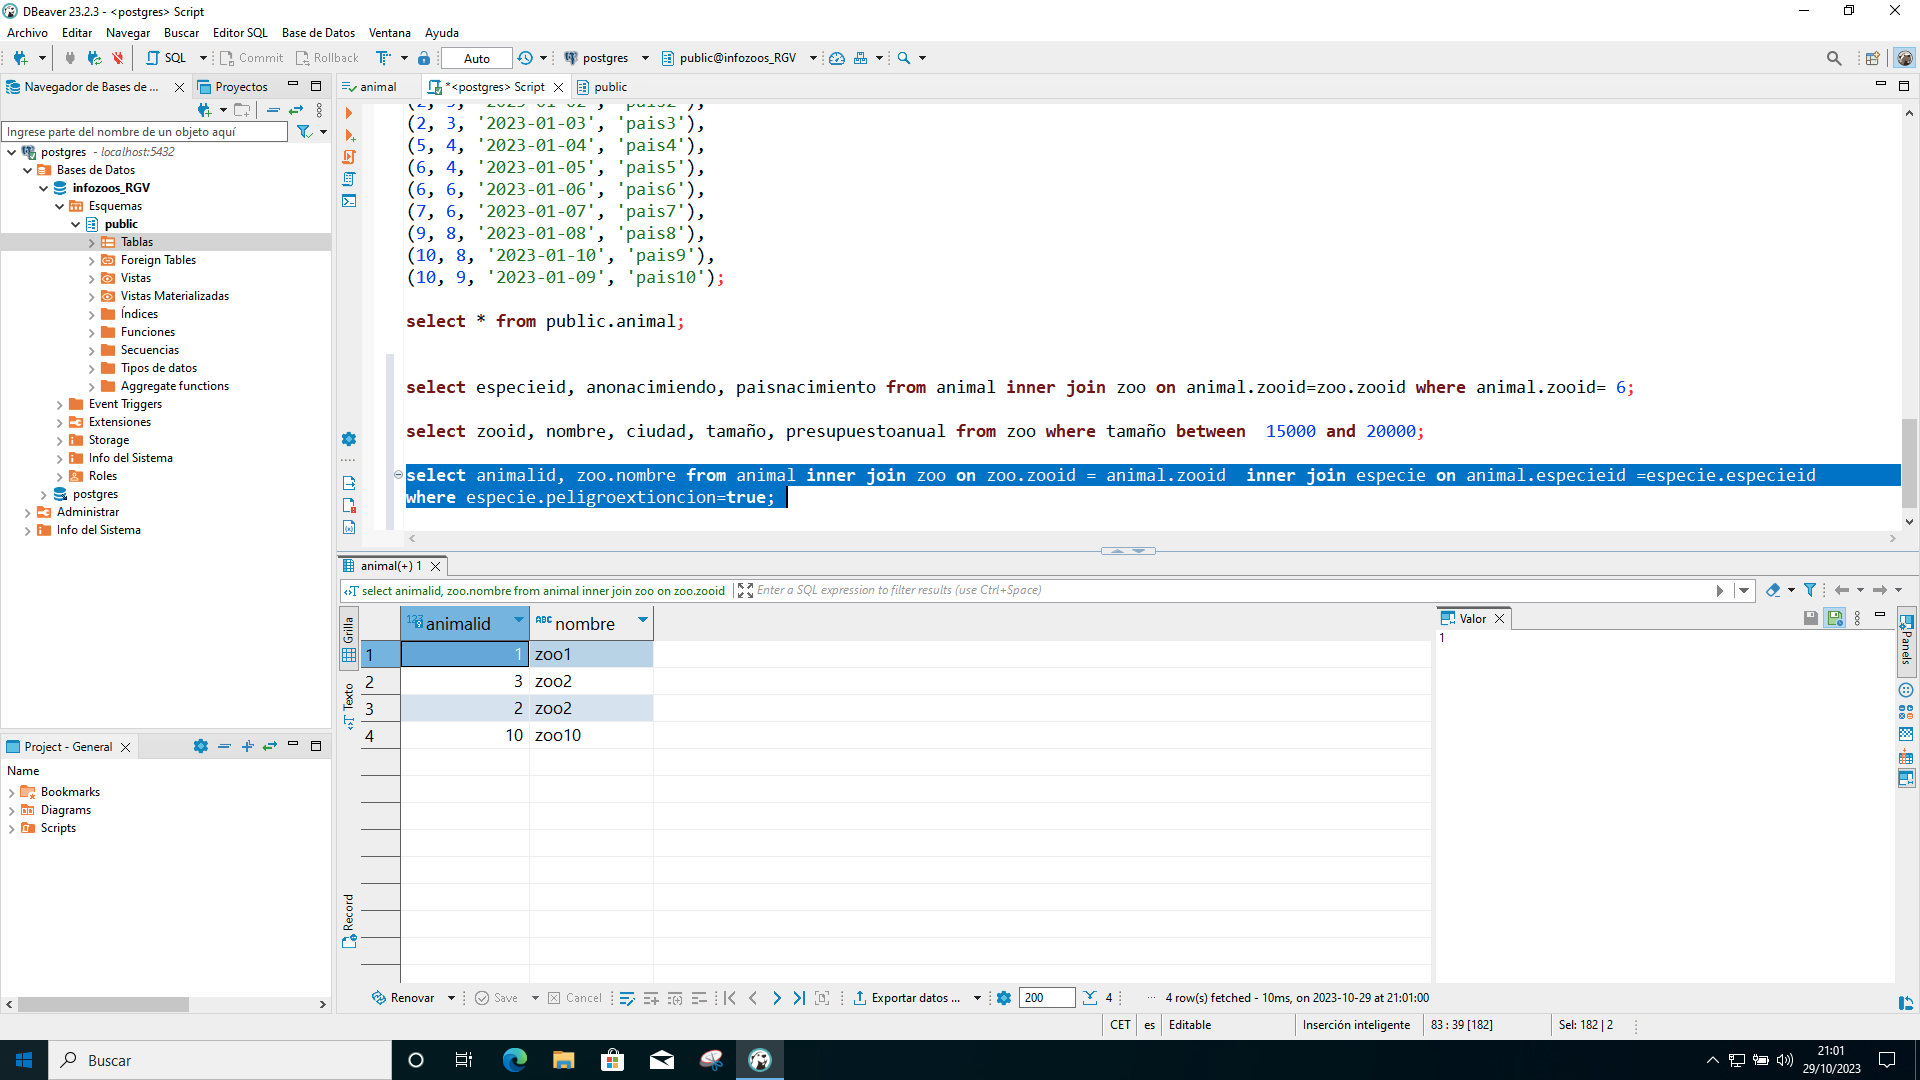 DBeaver 23.2.3 - <postgres> Script
Archivo Editar Navegar Buscar Editor SQL Base de Datos Ventana Ayuda
SQL Commit Rollback Auto postgres public@infozoos_RGV
Navegador de Bases de ... Proyectos
animal *<postgres> Script public
Ingrese parte del nombre de un objeto aquí
postgres - localhost:5432
Bases de Datos
infozoos_RGV
Esquemas
public
Tablas
Foreign Tables
Vistas
Vistas Materializadas
Índices
Funciones
Secuencias
Tipos de datos
Aggregate functions
Event Triggers
Extensiones
Storage
Info del Sistema
Roles
postgres
Administrar
Info del Sistema
(2, 3, '2023-01-03', 'pais3'),
(5, 4, '2023-01-04', 'pais4'),
(6, 4, '2023-01-05', 'pais5'),
(6, 6, '2023-01-06', 'pais6'),
(7, 6, '2023-01-07', 'pais7'),
(9, 8, '2023-01-08', 'pais8'),
(10, 8, '2023-01-10', 'pais9'),
(10, 9, '2023-01-09', 'pais10');
select * from public.animal;
select especieid, anonacimiendo, paisnacimiento from animal inner join zoo on animal.zooid=zoo.zooid where animal.zooid= 6;
select zooid, nombre, ciudad, tamaño, presupuestoanual from zoo where tamaño between  15000 and 20000;
select animalid, zoo.nombre from animal inner join zoo on zoo.zooid = animal.zooid  inner join especie on animal.especieid =especie.especieid
where especie.peligroextioncion=true;
Project - General
Name
Bookmarks
Diagrams
Scripts
animal(+) 1
select animalid, zoo.nombre from animal inner join zoo on zoo.zooid
Enter a SQL expression to filter results (use Ctrl+Space)
Grilla
Texto
Record
123 animalid ABC nombre
1 1 zoo1
2 3 zoo2
3 2 zoo2
4 10 zoo10
Valor
1
Panels
Renovar Save Cancel Exportar datos ... 200 4 4 row(s) fetched - 10ms, on 2023-10-29 at 21:01:00
CET es Editable Inserción inteligente 83 : 39 [182] Sel: 182 | 2
Buscar
21:01
29/10/2023